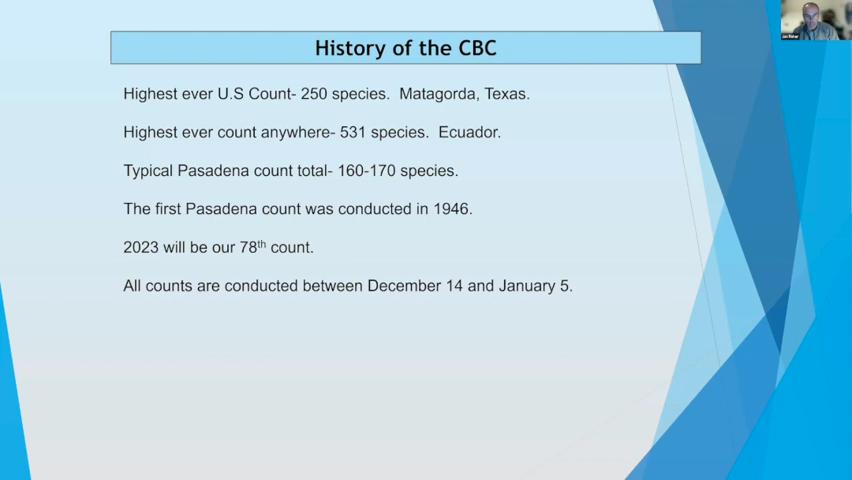 History of the CBC
Highest ever U.S Count- 250 species.  Matagorda, Texas.
Highest ever count anywhere- 531 species.  Ecuador.
Typical Pasadena count total- 160-170 species.
The first Pasadena count was conducted in 1946.
2023 will be our 78th count.
All counts are conducted between December 14 and January 5.